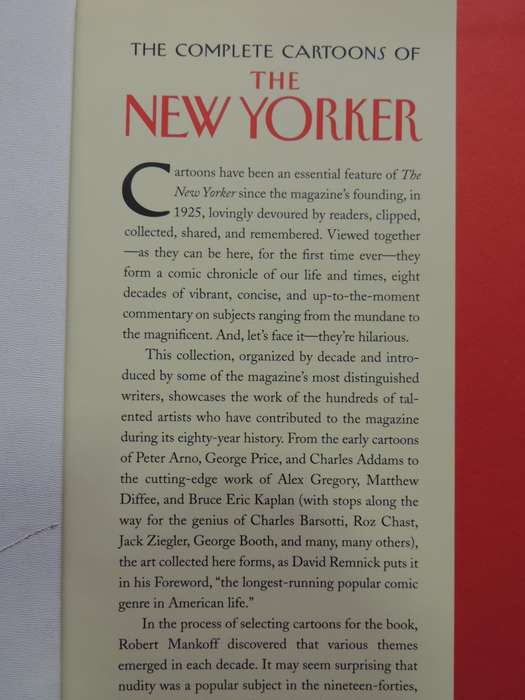 THE COMPLETE CARTOONS OF
THE
NEW YORKER
Cartoons have been an essential feature of The
New Yorker since the magazine's founding, in
1925, lovingly devoured by readers, clipped,
collected, shared, and remembered. Viewed together
—as they can be here, for the first time ever—they
form a comic chronicle of our life and times, eight
decades of vibrant, concise, and up-to-the-moment
commentary on subjects ranging from the mundane to
the magnificent. And, let's face it—they're hilarious.
This collection, organized by decade and intro-
duced by some of the magazine's most distinguished
writers, showcases the work of the hundreds of tal-
ented artists who have contributed to the magazine
during its eighty-year history. From the early cartoons
of Peter Arno, George Price, and Charles Addams to
the cutting-edge work of Alex Gregory, Matthew
Diffee, and Bruce Eric Kaplan (with stops along the
way for the genius of Charles Barsotti, Roz Chast,
Jack Ziegler, George Booth, and many, many others),
the art collected here forms, as David Remnick puts it
in his Foreword, "the longest-running popular comic
genre in American life."
In the process of selecting cartoons for the book,
Robert Mankoff discovered that various themes
emerged in each decade. It may seem surprising that
nudity was a popular subject in the nineteen-forties,